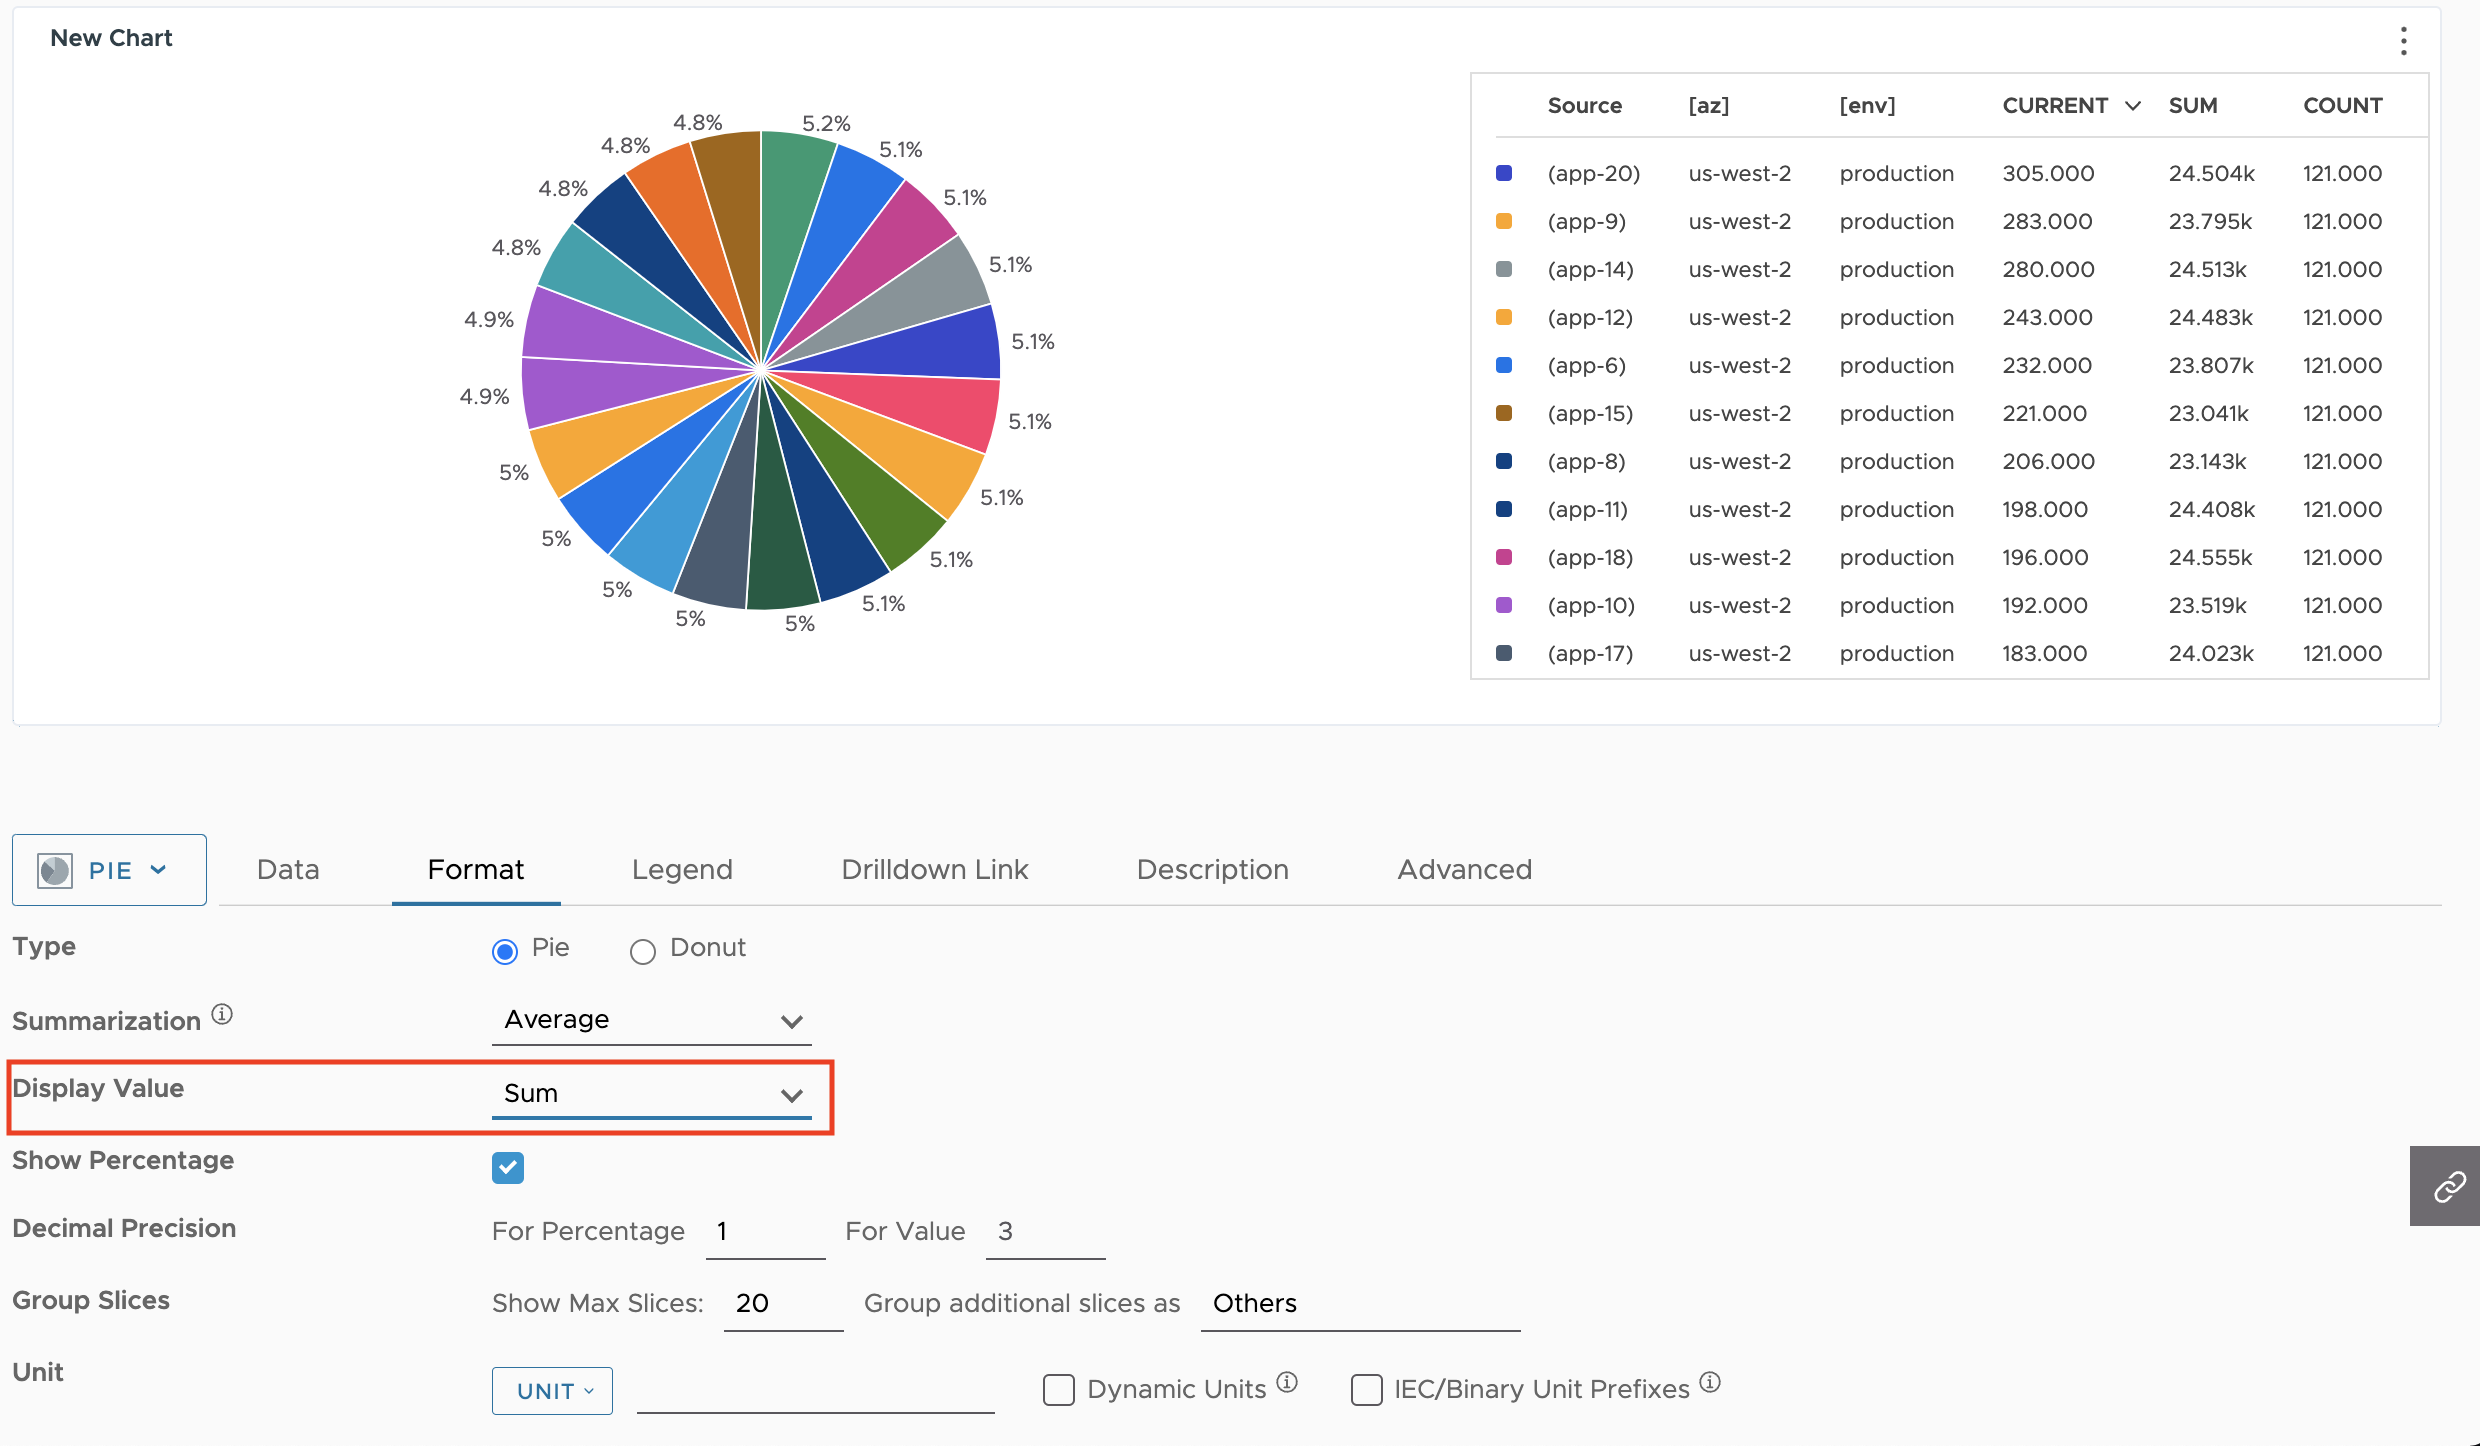 New Chart
4.8%
5.2%
4.8%
5.1%
4.8%
5.1%
4.8%
5.1%
4.9%
5.1%
4.9%
5.1%
5%
5.1%
5%
5.1%
5%
5.1%
5%
5%
Source [az] [env] CURRENT SUM COUNT
(app-20) us-west-2 production 305.000 24.504k 121.000
(app-9) us-west-2 production 283.000 23.795k 121.000
(app-14) us-west-2 production 280.000 24.513k 121.000
(app-12) us-west-2 production 243.000 24.483k 121.000
(app-6) us-west-2 production 232.000 23.807k 121.000
(app-15) us-west-2 production 221.000 23.041k 121.000
(app-8) us-west-2 production 206.000 23.143k 121.000
(app-11) us-west-2 production 198.000 24.408k 121.000
(app-18) us-west-2 production 196.000 24.555k 121.000
(app-10) us-west-2 production 192.000 23.519k 121.000
(app-17) us-west-2 production 183.000 24.023k 121.000
PIE Data Format Legend Drilldown Link Description Advanced
Type Pie Donut
Summarization Average
Display Value Sum
Show Percentage
Decimal Precision For Percentage 1 For Value 3
Group Slices Show Max Slices: 20 Group additional slices as Others
Unit UNIT Dynamic Units IEC/Binary Unit Prefixes